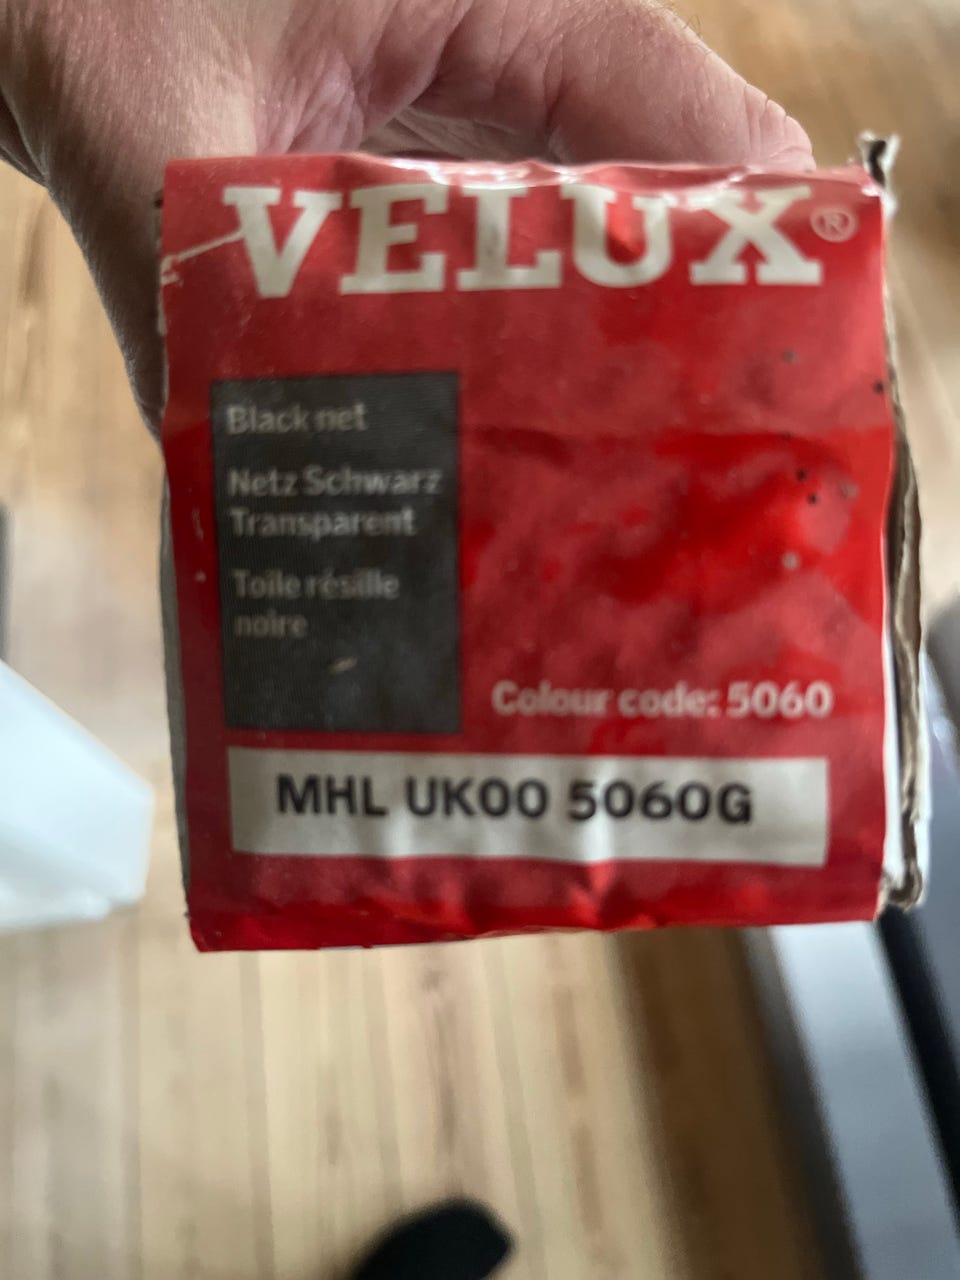 VELUX®
Black net
Netz Schwarz
Transparent
Toile résille
noire
Colour code: 5060
MHL UK00 5060G